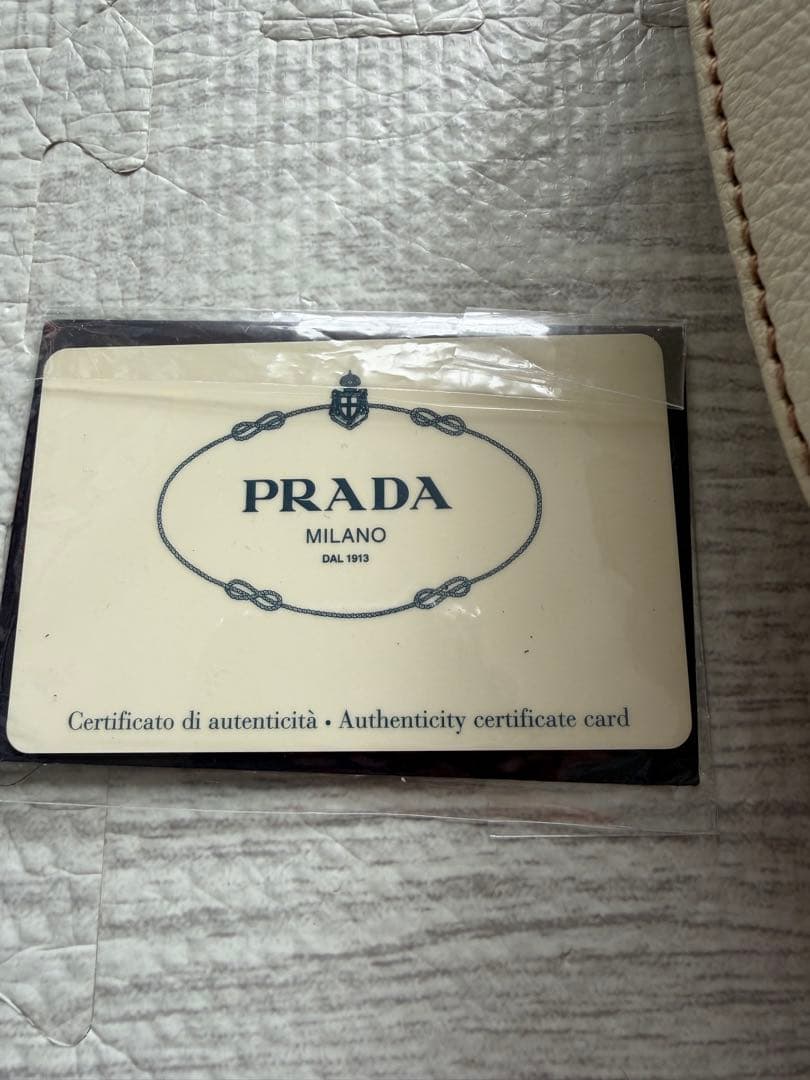 PRADA
MILANO
DAL 1913
Certificato di autenticità • Authenticity certificate card